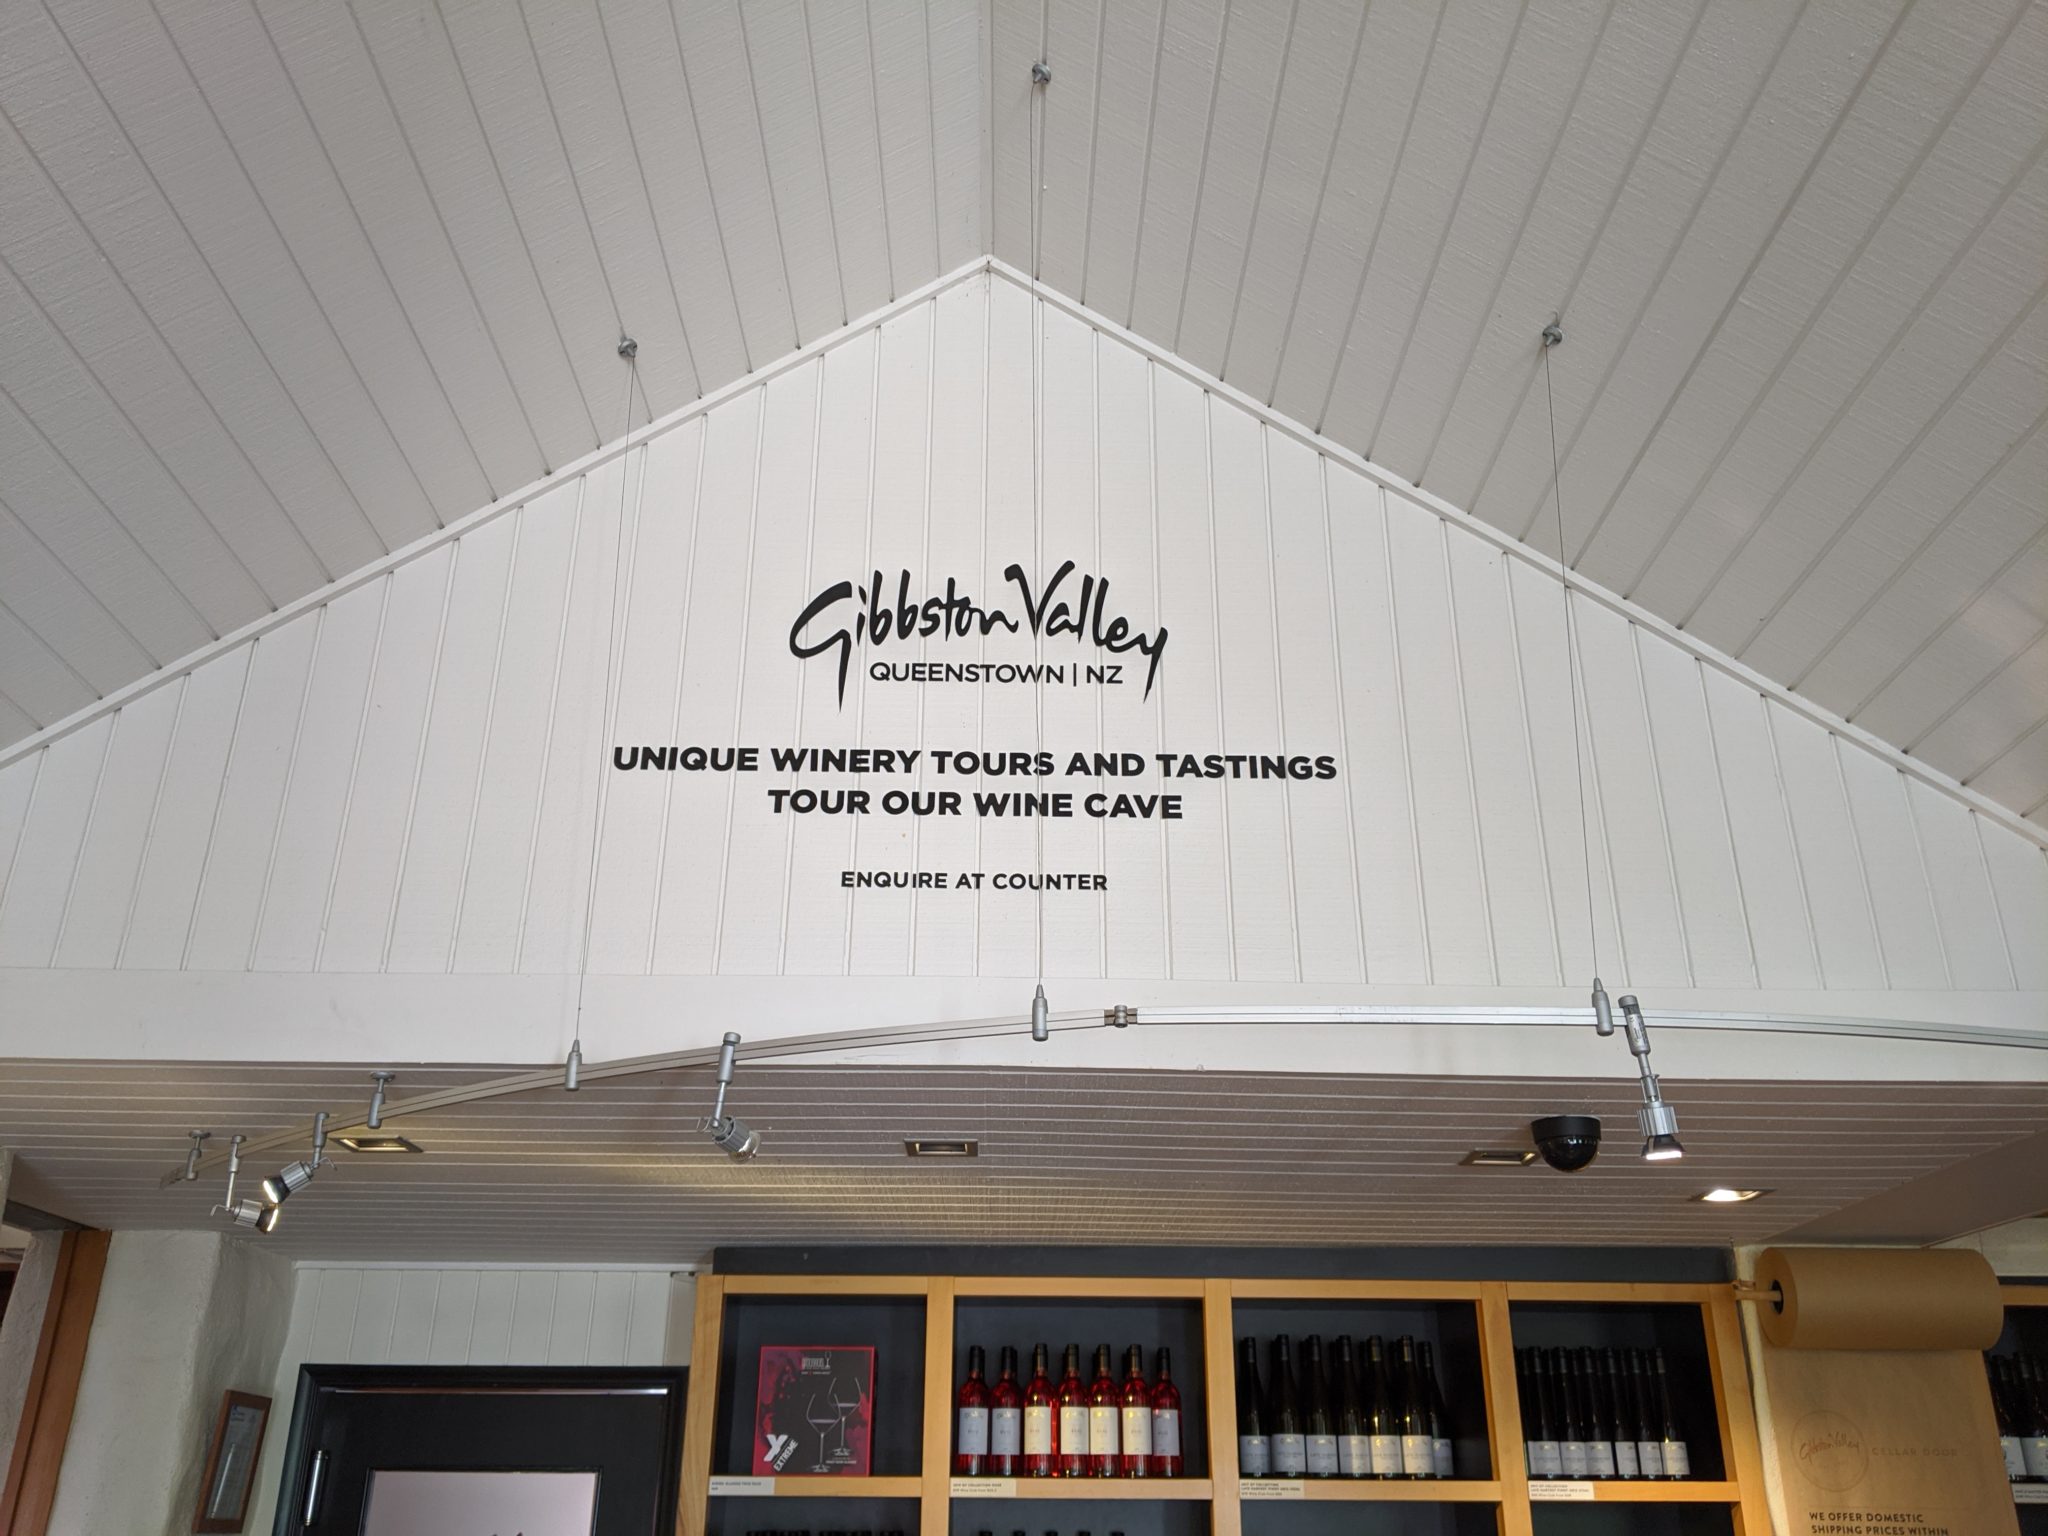 Gibbston Valley
QUEENSTOWN | NZ
UNIQUE WINERY TOURS AND TASTINGS
TOUR OUR WINE CAVE
ENQUIRE AT COUNTER
EXTREME
Gibbston Valley CELLAR DOOR
WE OFFER DOMESTIC
SHIPPING PRICES WITHIN